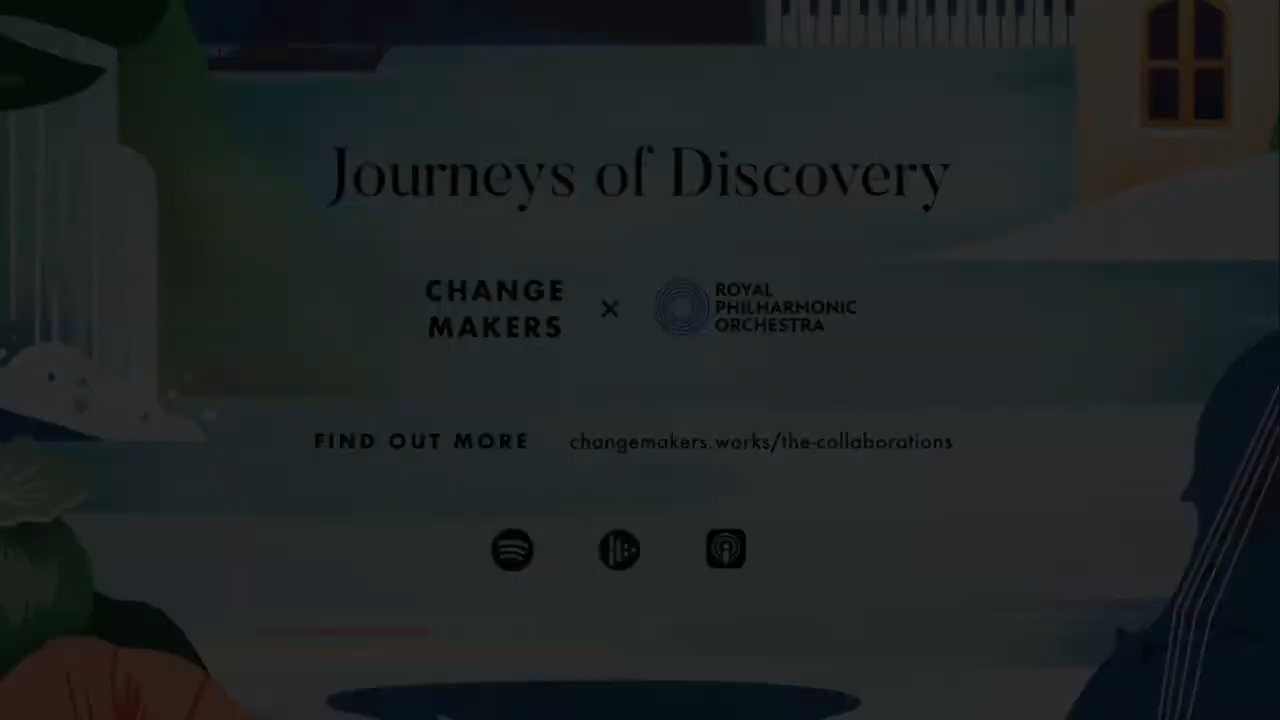 Journeys of Discovery
CHANGE
MAKERS
×
ROYAL
PHILHARMONIC
ORCHESTRA
FIND OUT MORE changemakers.works/the-collaborations